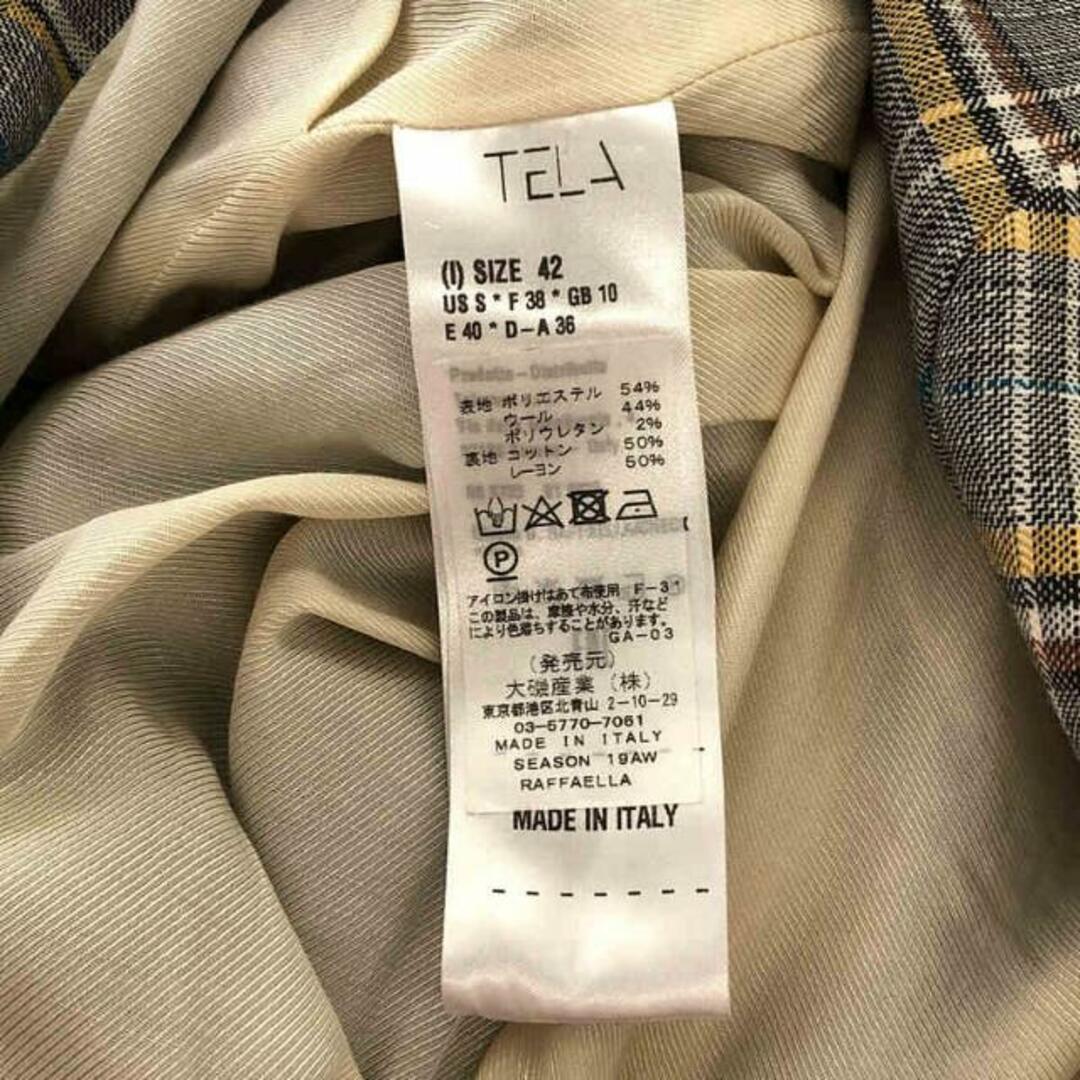 TELA
(I) SIZE 42
US S * F 38 * GB 10
E 40 * D-A 36
Prodotto - Distribuito
表地 ポリエステル 54%
ウール 44%
ポリウレタン 2%
裏地 コットン 50%
レーヨン 50%
P
アイロン掛けはあて布使用 F-31
この製品は、摩擦や水分、汗など
により色落ちすることがあります。
GA-03
(発売元)
大磯産業(株)
東京都港区北青山 2-10-29
03-5770-7061
MADE IN ITALY
SEASON 19AW
RAFFAELLA
MADE IN ITALY